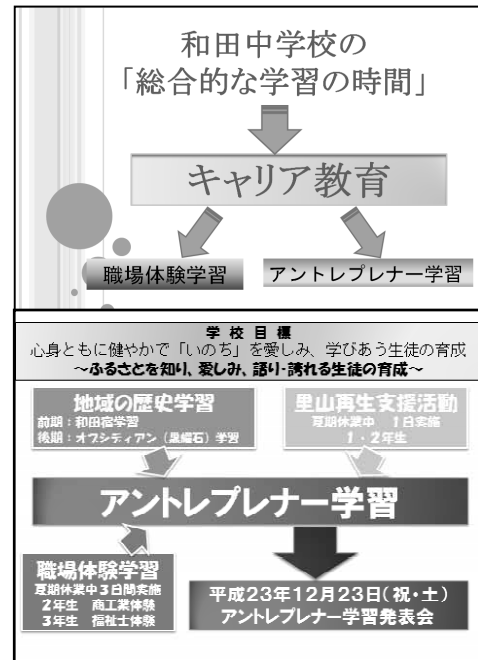 和田中学校の
「総合的な学習の時間」
キャリア教育
職場体験学習
アントレプレナー学習
学校目標
心身ともに健やかで「いのち」を愛しみ、学びあう生徒の育成
～ふるさとを知り、愛しみ、語り・誇れる生徒の育成～
地域の歴史学習
前期：和田宿学習
後期：オブシディアン（黒曜石）学習
里山再生支援活動
夏期休業中　1日実施
1・2年生
アントレプレナー学習
職場体験学習
夏期休業中3日間実施
2年生　商工業体験
3年生　福祉士体験
平成23年12月23日(祝・土)
アントレプレナー学習発表会